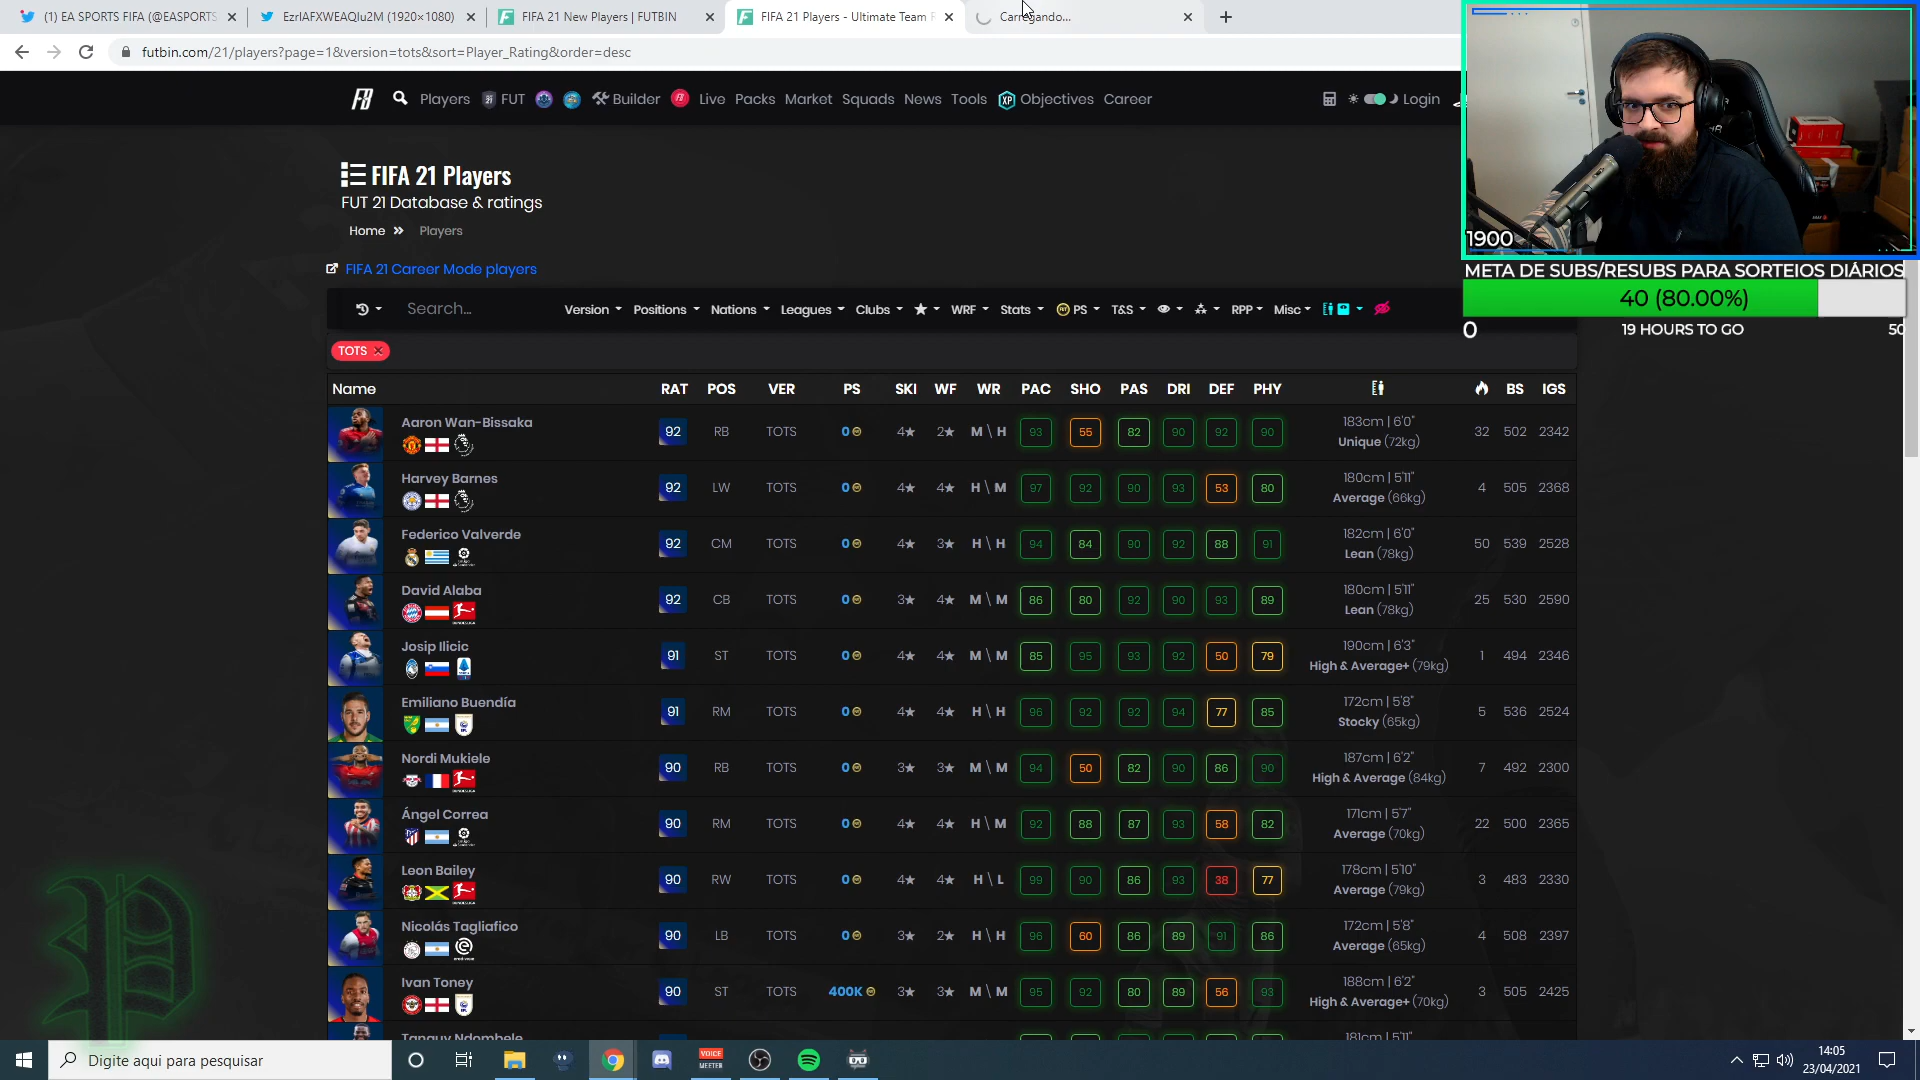 (1) EA SPORTS FIFA (@EASPORTS
EzrIAFXWEAQIu2M (1920×1080)
FIFA 21 New Players | FUTBIN
FIFA 21 Players - Ultimate Team F
Carregando...
futbin.com/21/players?page=1&version=tots&sort=Player_Rating&order=desc
Players FUT Builder Live Packs Market Squads News Tools XP Objectives Career Login
FIFA 21 Players
FUT 21 Database & ratings
Home » Players
FIFA 21 Career Mode players
Search... Version Positions Nations Leagues Clubs WRF Stats PS T&S RPP Misc
TOTS
Name RAT POS VER PS SKI WF WR PAC SHO PAS DRI DEF PHY BS IGS
Aaron Wan-Bissaka 92 RB TOTS 0 4★ 2★ M \ H 93 55 82 90 92 90 183cm | 6'0" Unique (72kg) 32 502 2342
Harvey Barnes 92 LW TOTS 0 4★ 4★ H \ M 97 92 90 93 53 80 180cm | 5'11" Average (66kg) 4 505 2368
Federico Valverde 92 CM TOTS 0 4★ 3★ H \ H 94 84 90 92 88 91 182cm | 6'0" Lean (78kg) 50 539 2528
David Alaba 92 CB TOTS 0 3★ 4★ M \ M 86 80 92 90 93 89 180cm | 5'11" Lean (78kg) 25 530 2590
Josip Ilicic 91 ST TOTS 0 4★ 4★ M \ M 85 95 93 92 50 79 190cm | 6'3" High & Average+ (79kg) 1 494 2346
Emiliano Buendía 91 RM TOTS 0 4★ 4★ H \ H 96 92 92 94 77 85 172cm | 5'8" Stocky (65kg) 5 536 2524
Nordi Mukiele 90 RB TOTS 0 3★ 3★ M \ M 94 50 82 90 86 90 187cm | 6'2" High & Average (84kg) 7 492 2300
Ángel Correa 90 RM TOTS 0 4★ 4★ H \ M 92 88 87 93 58 82 171cm | 5'7" Average (70kg) 22 500 2365
Leon Bailey 90 RW TOTS 0 4★ 4★ H \ L 99 90 86 93 38 77 178cm | 5'10" Average (79kg) 3 483 2330
Nicolás Tagliafico 90 LB TOTS 0 3★ 2★ H \ H 96 60 86 89 91 86 172cm | 5'8" Average (65kg) 4 508 2397
Ivan Toney 90 ST TOTS 400K 3★ 3★ M \ M 95 92 80 89 56 93 188cm | 6'2" High & Average+ (70kg) 3 505 2425
Tanguy Ndombele 181cm | 5'11"
1900
META DE SUBS/RESUBS PARA SORTEIOS DIÁRIOS
40 (80.00%)
0 19 HOURS TO GO 50
Digite aqui para pesquisar
VOICE
MEETER
14:05
23/04/2021